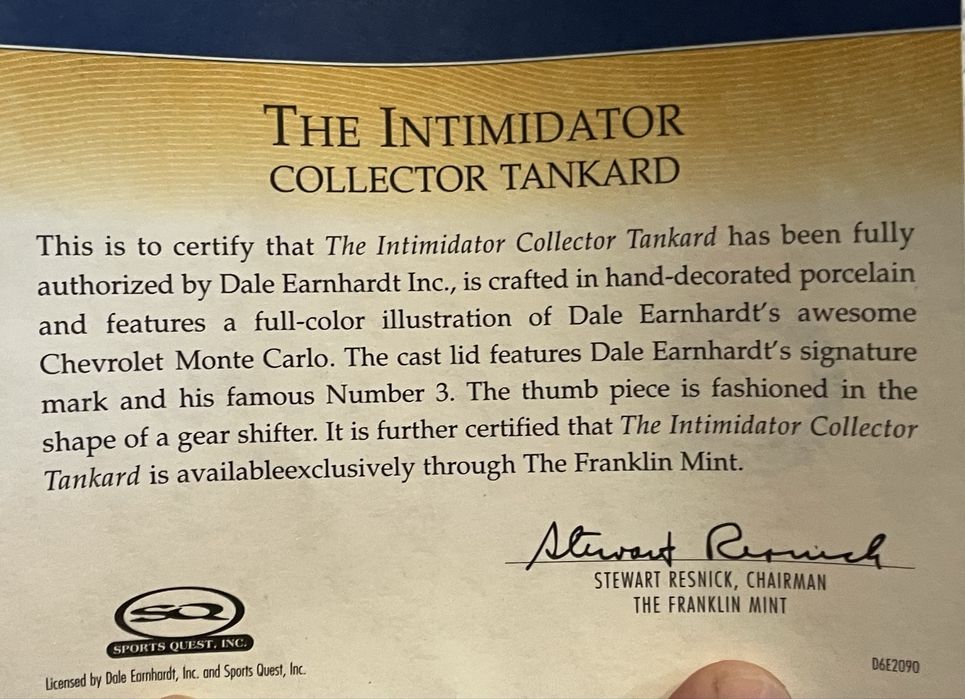 THE INTIMIDATOR
COLLECTOR TANKARD
This is to certify that The Intimidator Collector Tankard has been fully
authorized by Dale Earnhardt Inc., is crafted in hand-decorated porcelain
and features a full-color illustration of Dale Earnhardt's awesome
Chevrolet Monte Carlo. The cast lid features Dale Earnhardt's signature
mark and his famous Number 3. The thumb piece is fashioned in the
shape of a gear shifter. It is further certified that The Intimidator Collector
Tankard is availableexclusively through The Franklin Mint.
Stewart Resnick
STEWART RESNICK, CHAIRMAN
THE FRANKLIN MINT
SQ
SPORTS QUEST, INC.
Licensed by Dale Earnhardt, Inc. and Sports Quest, Inc.
D6E2090